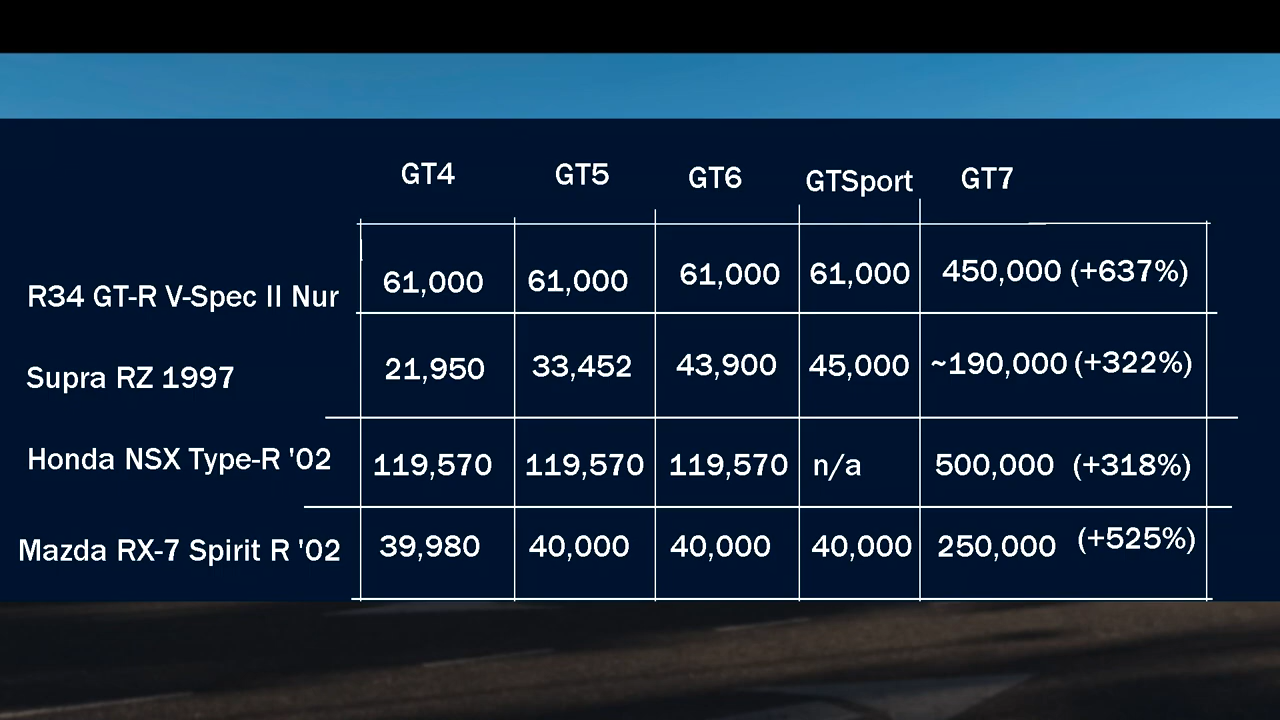 GT4 GT5 GT6 GTSport GT7
R34 GT-R V-Spec II Nur 61,000 61,000 61,000 61,000 450,000 (+637%)
Supra RZ 1997 21,950 33,452 43,900 45,000 ~190,000 (+322%)
Honda NSX Type-R '02 119,570 119,570 119,570 n/a 500,000 (+318%)
Mazda RX-7 Spirit R '02 39,980 40,000 40,000 40,000 250,000 (+525%)